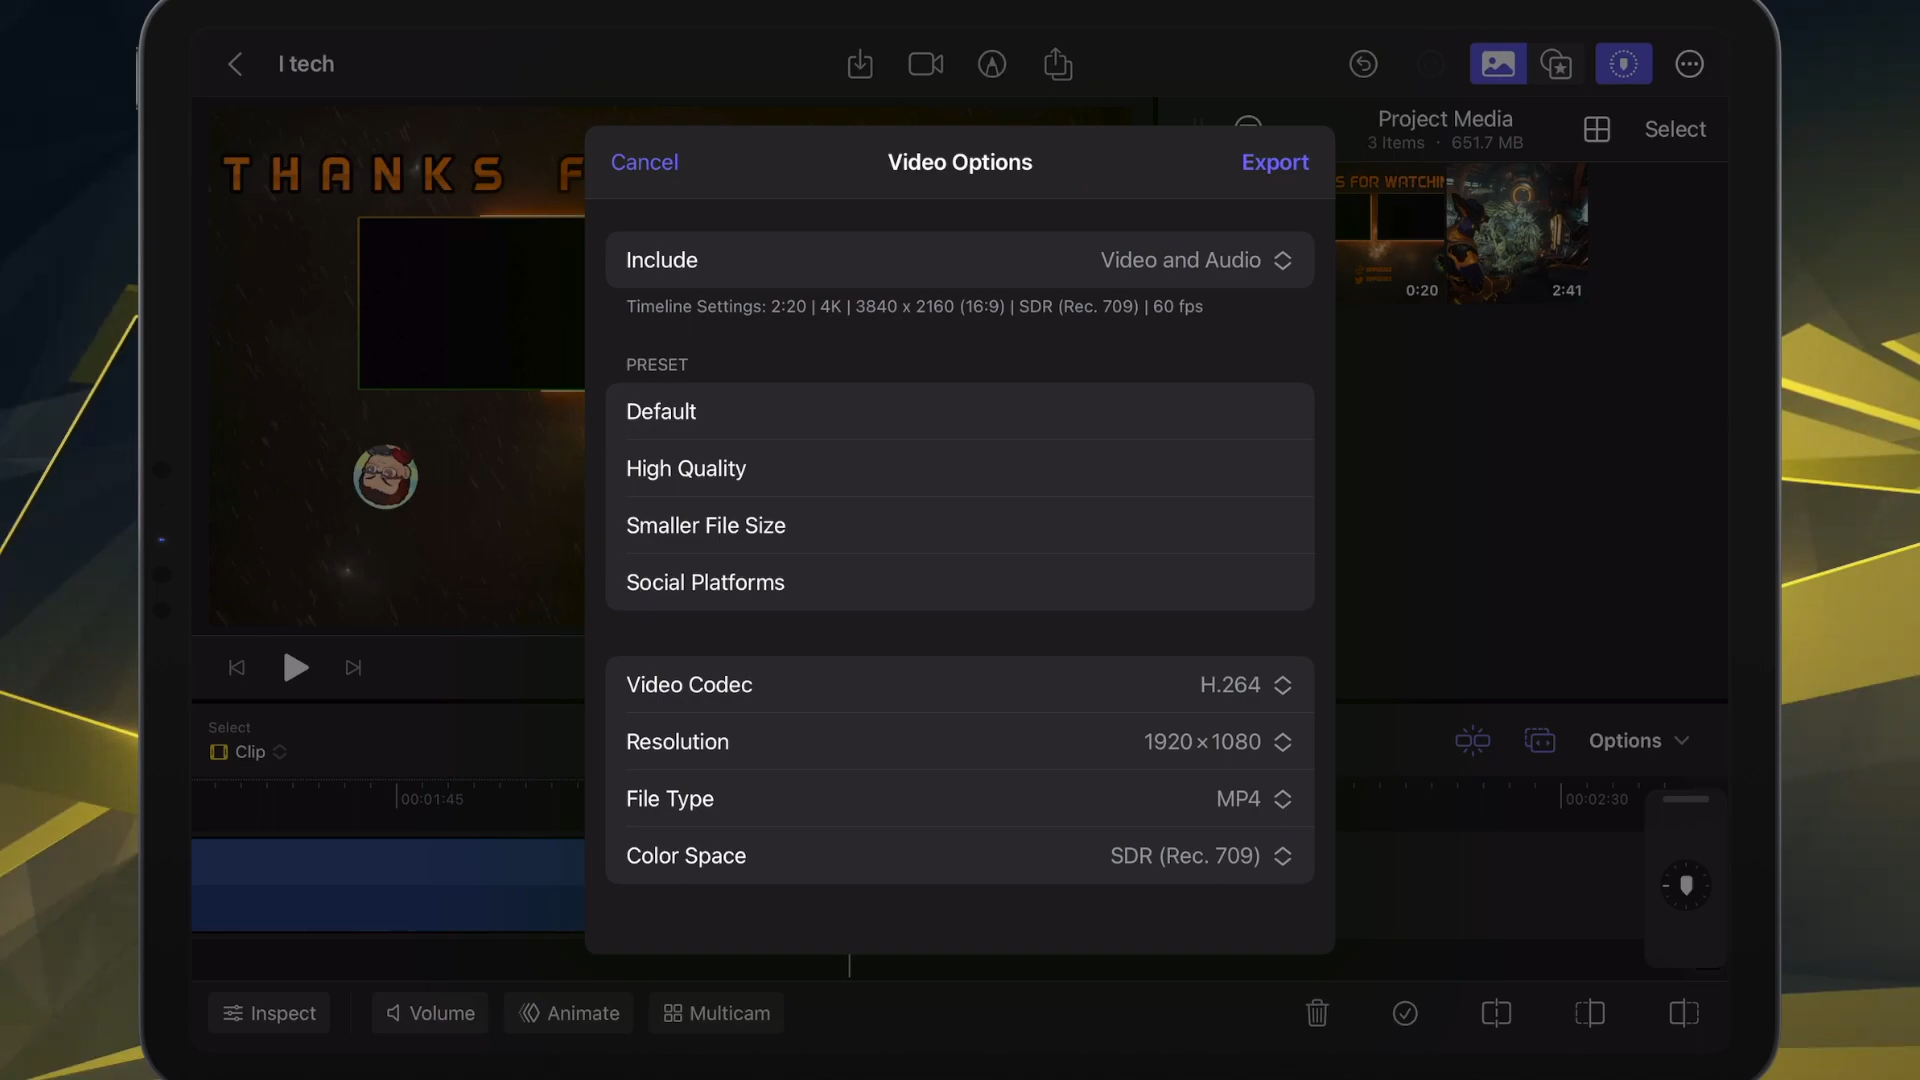 I tech
Project Media
3 Items · 651.7 MB
Select
THANKS F
S FOR WATCHIN
0:20
2:41
Cancel
Video Options
Export
Include
Video and Audio
Timeline Settings: 2:20 | 4K | 3840 x 2160 (16:9) | SDR (Rec. 709) | 60 fps
PRESET
Default
High Quality
Smaller File Size
Social Platforms
Video Codec
H.264
Resolution
1920×1080
File Type
MP4
Color Space
SDR (Rec. 709)
Select
Clip
Options
00:01:45
00:02:30
Inspect
Volume
Animate
Multicam